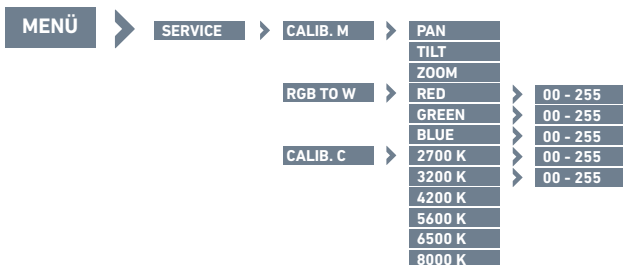 MENÜ SERVICE CALIB. M PAN
TILT
ZOOM
RGB TO W RED 00 - 255
GREEN 00 - 255
BLUE 00 - 255
CALIB. C 2700 K 00 - 255
3200 K 00 - 255
4200 K
5600 K
6500 K
8000 K